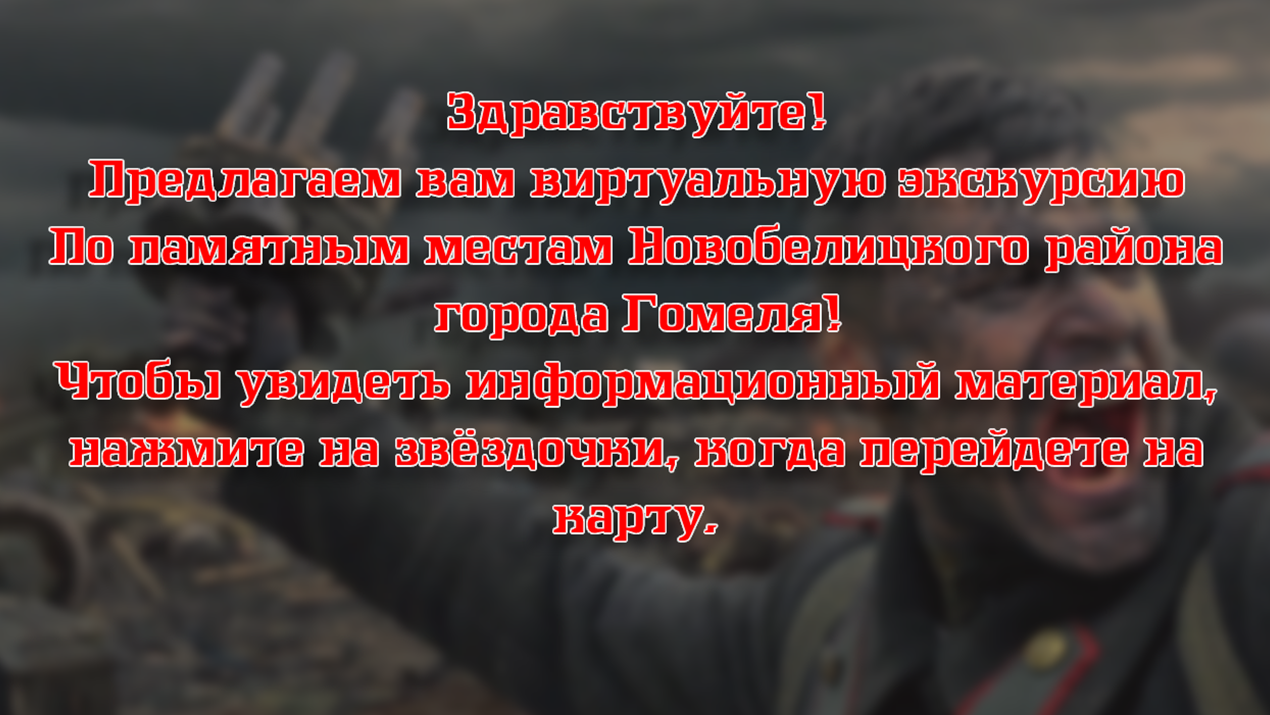 Здравствуйте!
Предлагаем вам виртуальную экскурсию
По памятным местам Новобелицкого района
города Гомеля!
Чтобы увидеть информационный материал,
нажмите на звёздочки, когда перейдете на
карту.